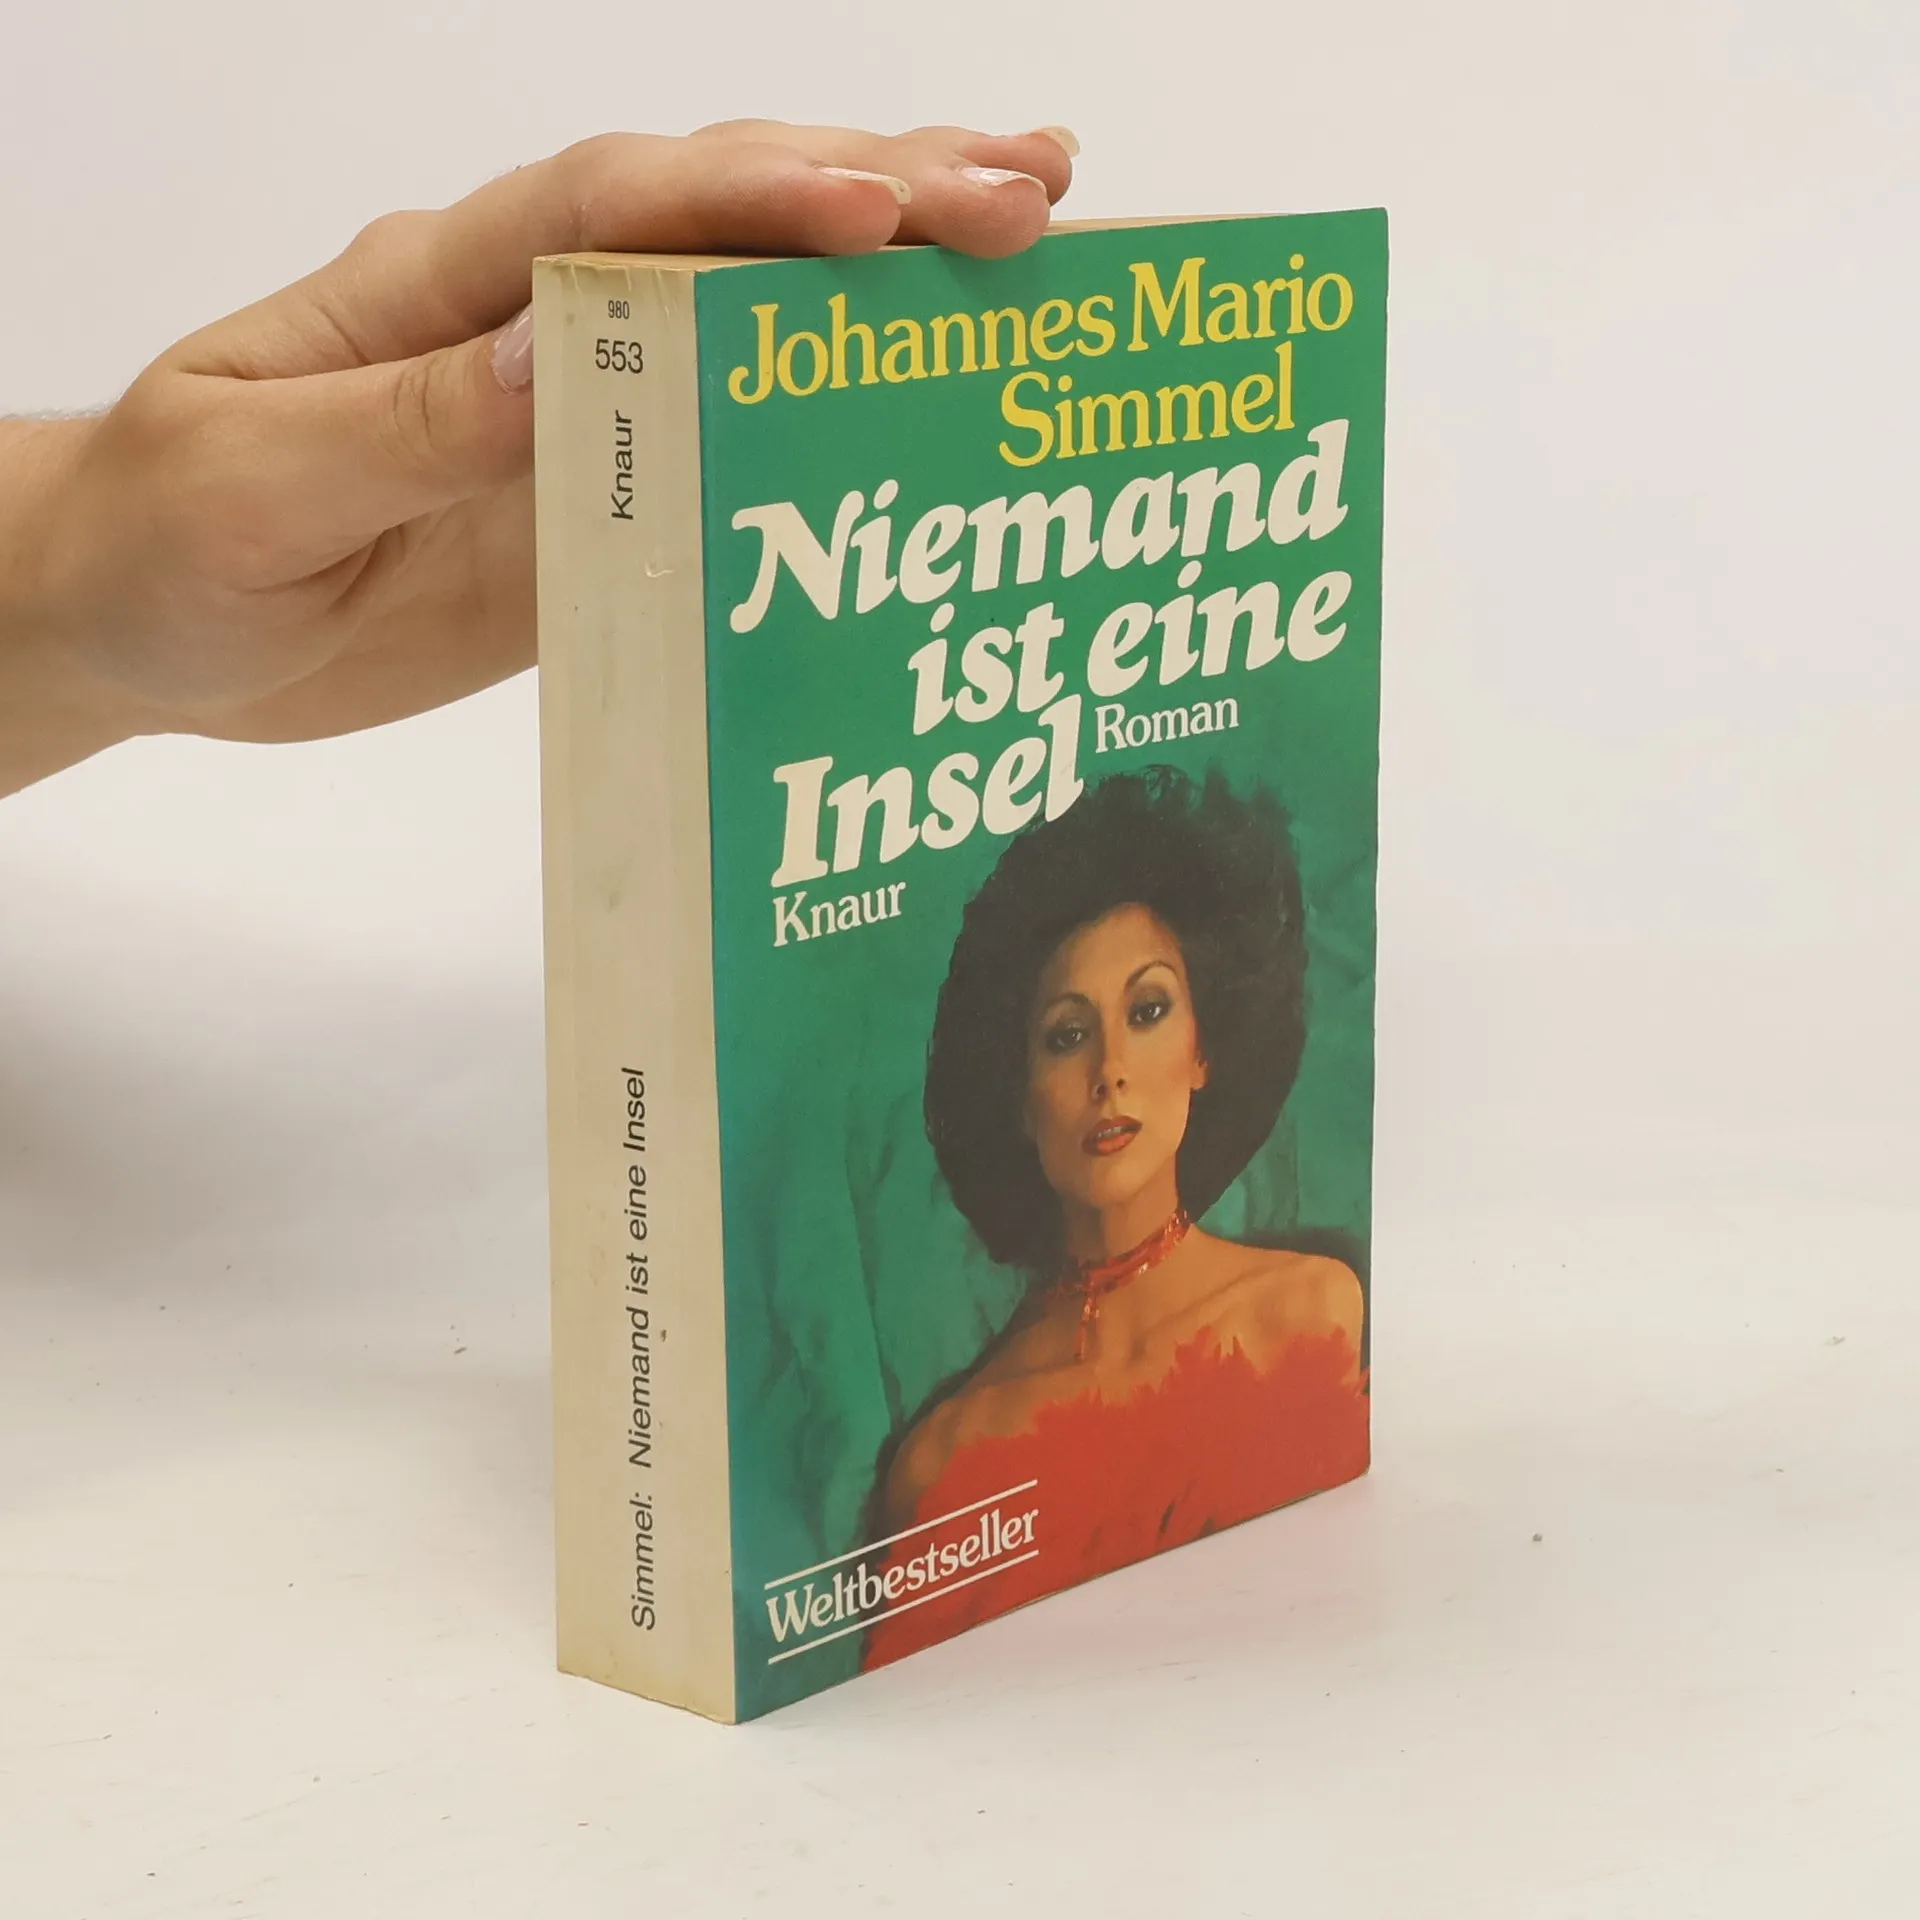 980
553
Knaur
Simmel: Niemand ist eine Insel
Johannes Mario
Simmel
Niemand
ist eine
Insel
Roman
Knaur
Weltbestseller